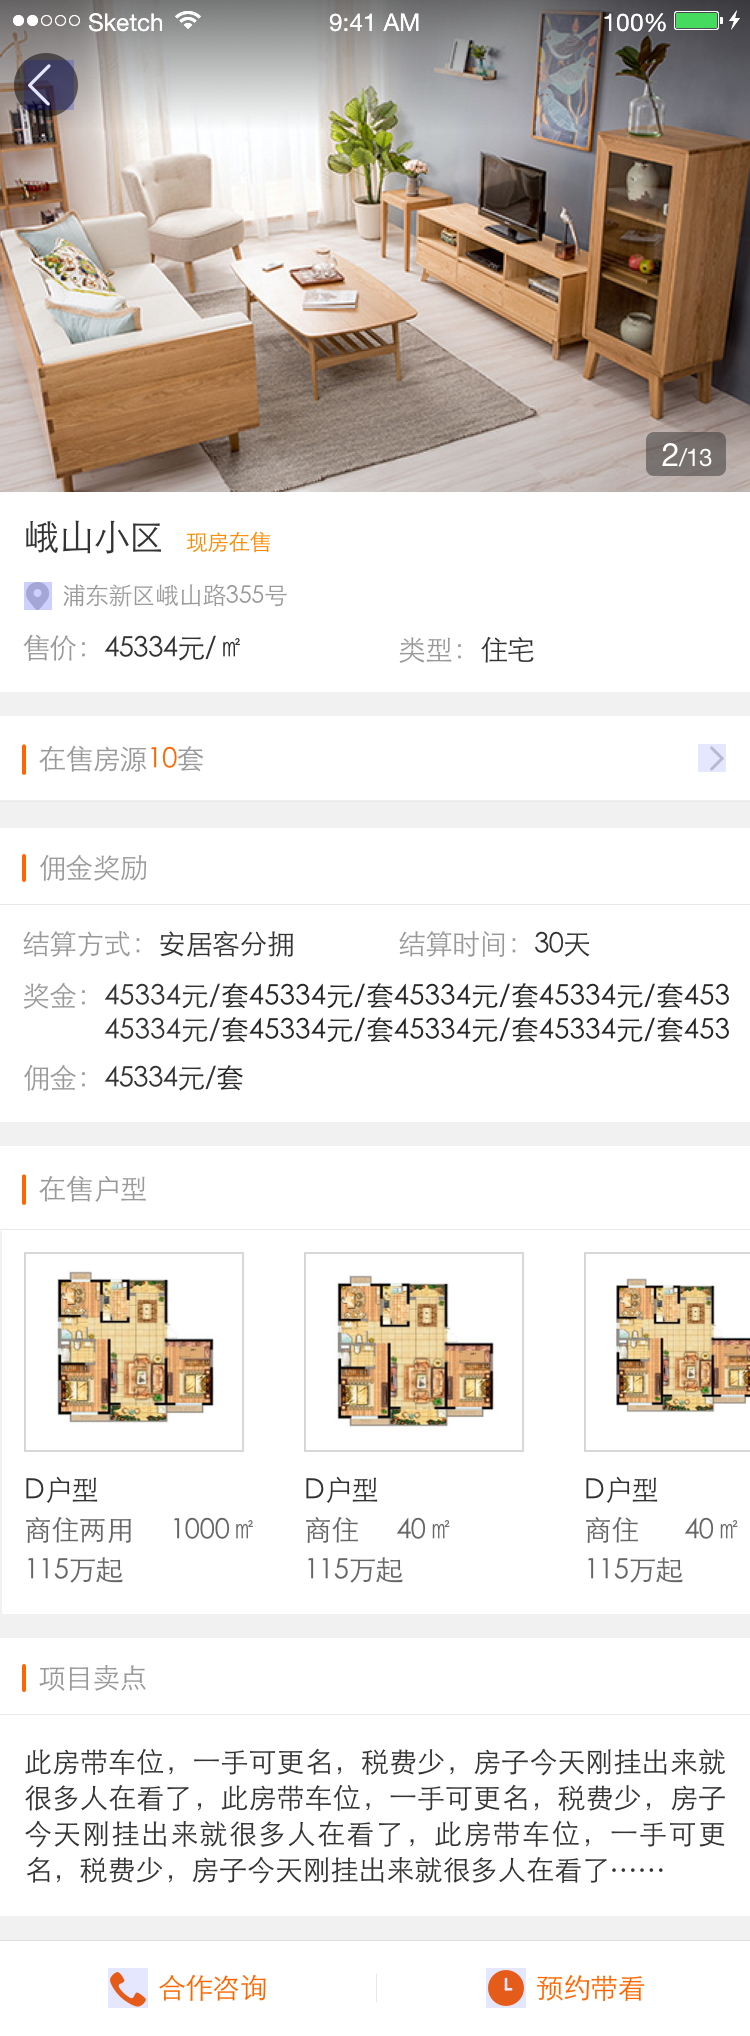 Sketch 9:41 AM 100%
2/13
峨山小区 现房在售
浦东新区峨山路355号
售价： 45334元/㎡ 类型： 住宅
在售房源10套
佣金奖励
结算方式： 安居客分拥 结算时间： 30天
奖金： 45334元/套45334元/套45334元/套45334元/套453
45334元/套45334元/套45334元/套45334元/套453
佣金： 45334元/套
在售户型
D户型 D户型 D户型
商住两用 1000㎡ 商住 40㎡ 商住 40㎡
115万起 115万起 115万起
项目卖点
此房带车位，一手可更名，税费少，房子今天刚挂出来就
很多人在看了，此房带车位，一手可更名，税费少，房子
今天刚挂出来就很多人在看了，此房带车位，一手可更
名，税费少，房子今天刚挂出来就很多人在看了……
合作咨询 预约带看